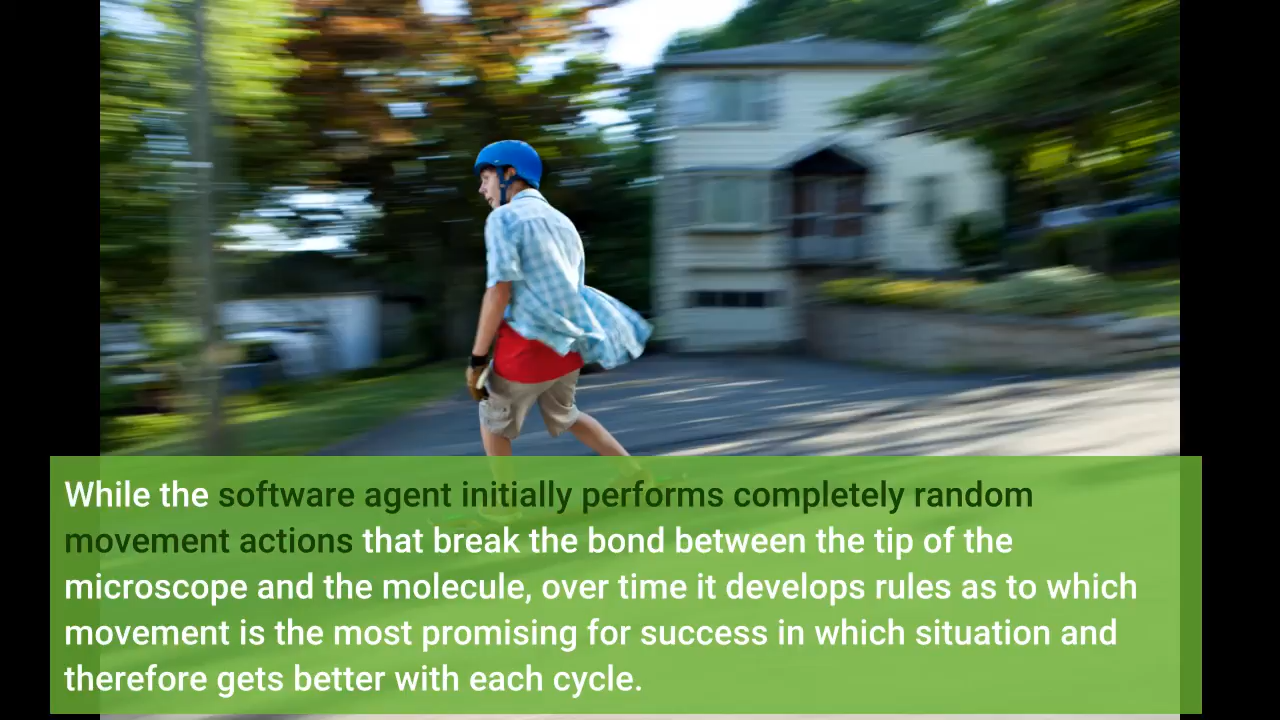 While the software agent initially performs completely random
movement actions that break the bond between the tip of the
microscope and the molecule, over time it develops rules as to which
movement is the most promising for success in which situation and
therefore gets better with each cycle.